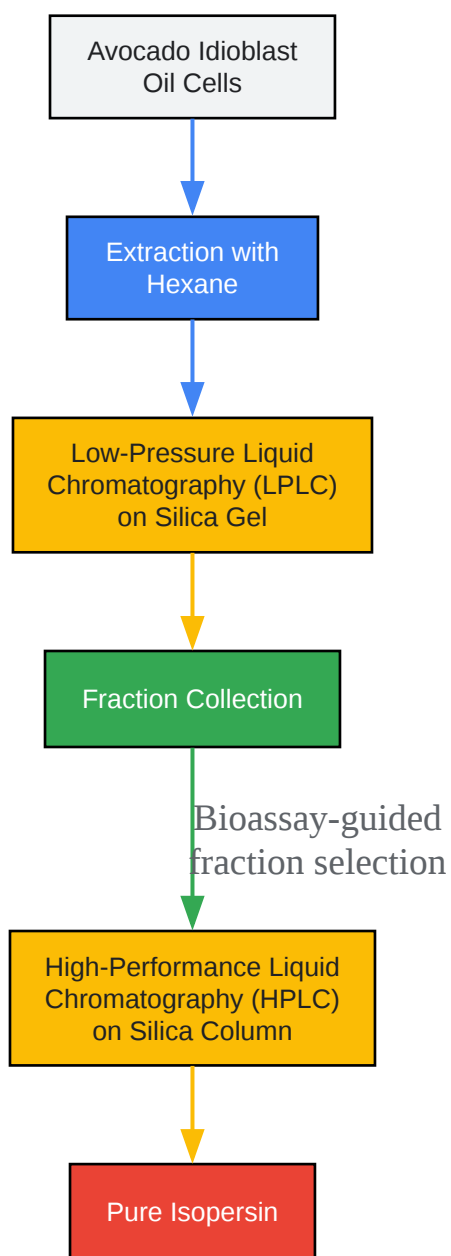 Avocado Idioblast
Oil Cells
Extraction with
Hexane
Low-Pressure Liquid
Chromatography (LPLC)
on Silica Gel
Fraction Collection
Bioassay-guided
fraction selection
High-Performance Liquid
Chromatography (HPLC)
on Silica Column
Pure Isopersin